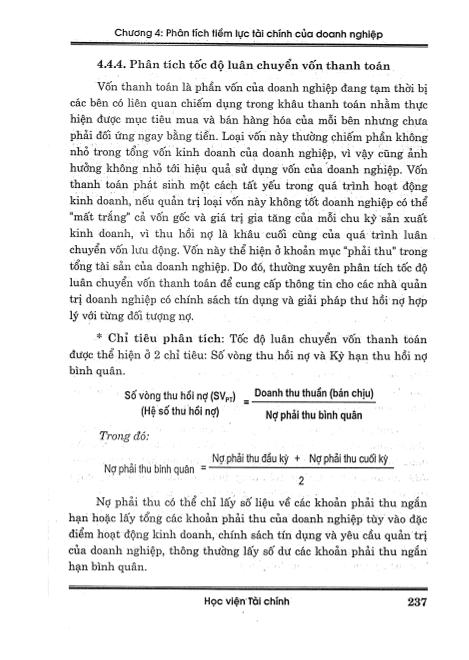 Chương 4: Phân tích tiềm lực tài chính của doanh nghiệp
4.4.4. Phân tích tốc độ luân chuyển vốn thanh toán
Vốn thanh toán là phần vốn của doanh nghiệp đang tạm thời bị
các bên có liên quan chiếm dụng trong khâu thanh toán nhằm thực
hiện được mục tiêu mua và bán hàng hóa của mỗi bên nhưng chưa
phải đối ứng ngay bằng tiền. Loại vốn này thường chiếm phần không
nhỏ trong tổng vốn kinh doanh của doanh nghiệp, vì vậy cũng ảnh
hưởng không nhỏ tới hiệu quả sử dụng vốn của doanh nghiệp. Vốn
thanh toán phát sinh một cách tất yếu trong quá trình hoạt động
kinh doanh, nếu quản trị loại vốn này không tốt doanh nghiệp có thể
"mất trắng" cả vốn gốc và giá trị gia tăng của mỗi chu kỳ sản xuất
kinh doanh, vì thu hồi nợ là khâu cuối cùng của quá trình luân
chuyển vốn lưu động. Vốn này thể hiện ở khoản mục "phải thu" trong
tổng tài sản của doanh nghiệp. Do đó, thường xuyên phân tích tốc độ
luân chuyển vốn thanh toán để cung cấp thông tin cho các nhà quản
trị doanh nghiệp có chính sách tín dụng và giải pháp thư hồi nợ hợp
lý với từng đối tượng nợ.
* Chỉ tiêu phân tích: Tốc độ luân chuyển vốn thanh toán
được thể hiện ở 2 chỉ tiêu: Số vòng thu hồi nợ và Kỳ hạn thu hồi nợ
bình quân.
Số vòng thu hồi nợ (SVPT) = Doanh thu thuần (bán chịu)
(Hệ số thu hồi nợ) Nợ phải thu bình quân
Trong đó:
Nợ phải thu bình quân = Nợ phải thu đầu kỳ + Nợ phải thu cuối kỳ
2
Nợ phải thu có thể chỉ lấy số liệu về các khoản phải thu ngắn
hạn hoặc lấy tổng các khoản phải thu của doanh nghiệp tùy vào đặc
điểm hoạt động kinh doanh, chính sách tín dụng và yêu cầu quản trị
của doanh nghiệp, thông thường lấy số dư các khoản phải thu ngắn
hạn bình quân.
Học viện Tài chính 237